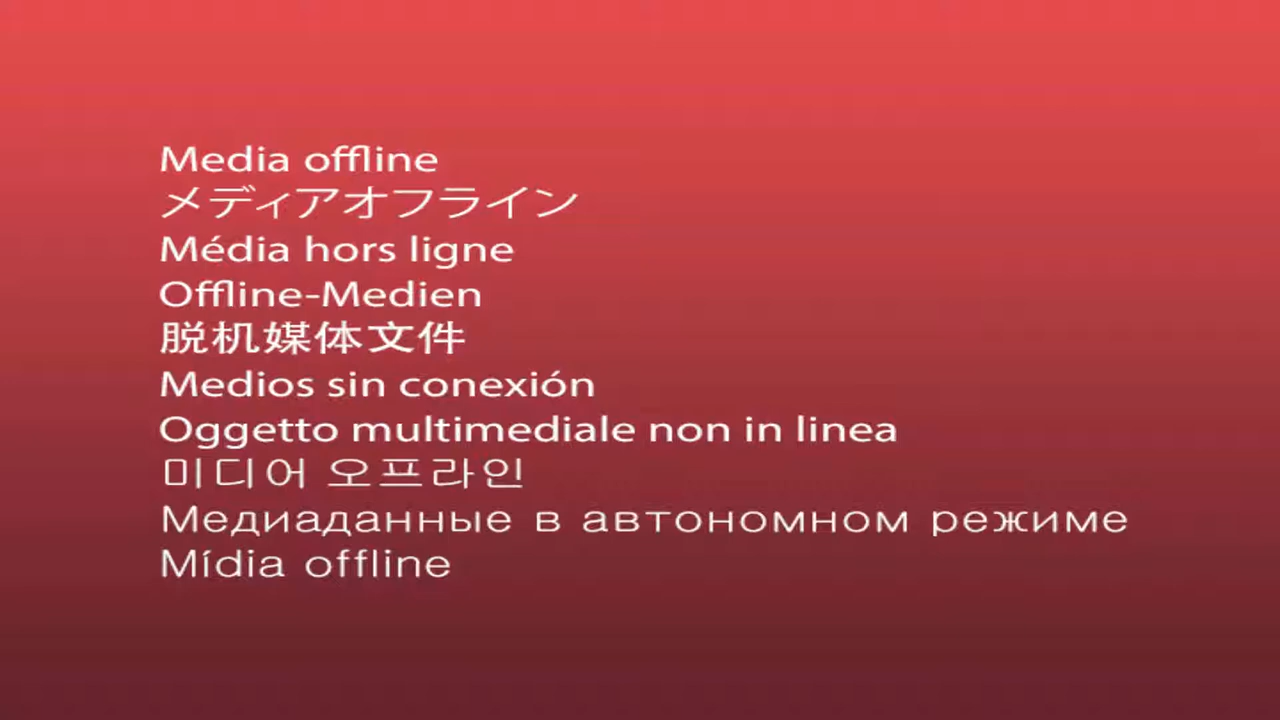 Media offline
メディアオフライン
Média hors ligne
Offline-Medien
脱机媒体文件
Medios sin conexión
Oggetto multimediale non in linea
미디어 오프라인
Медиаданные в автономном режиме
Mídia offline